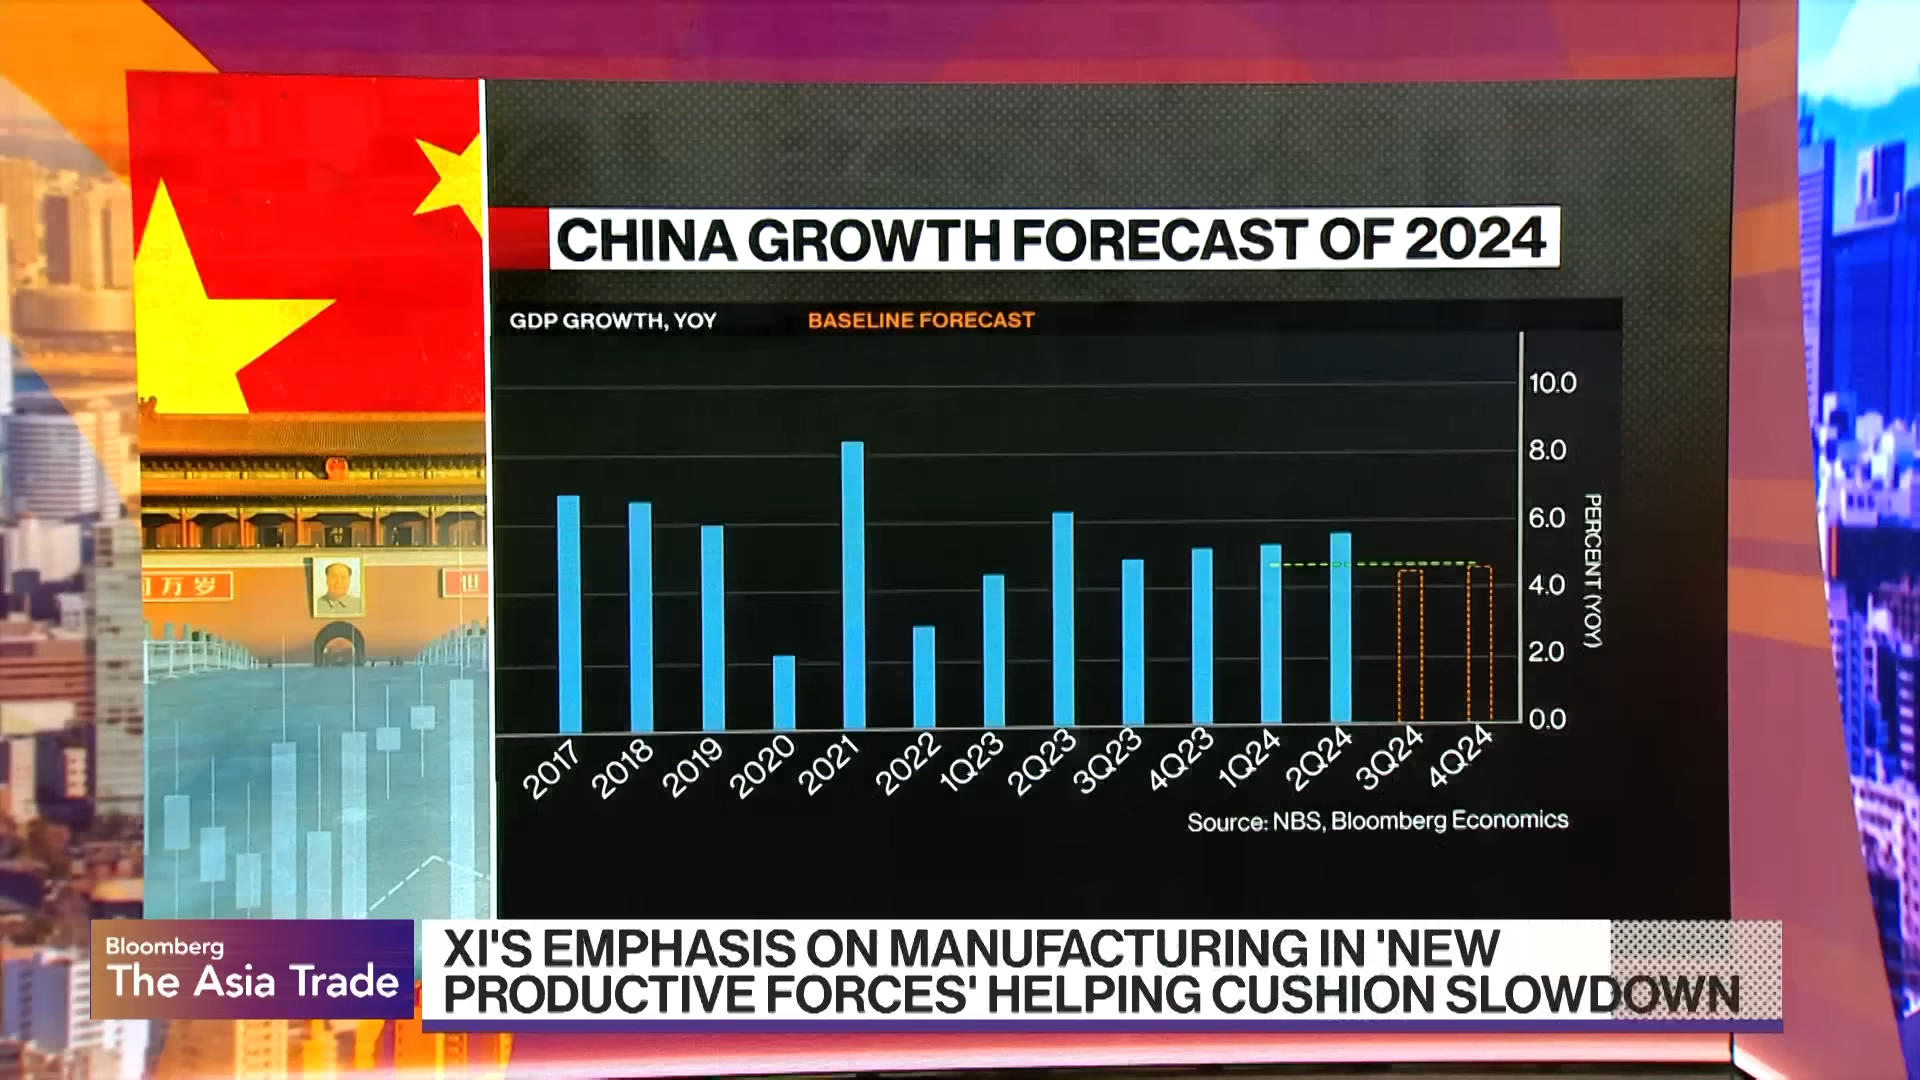 CHINA GROWTH FORECAST OF 2024
GDP GROWTH, YOY
BASELINE FORECAST
10.0
8.0
6.0
4.0
2.0
0.0
PERCENT (YOY)
2017
2018
2019
2020
2021
2022
1Q23
2Q23
3Q23
4Q23
1Q24
2Q24
3Q24
4Q24
Source: NBS, Bloomberg Economics
万岁
世
Bloomberg
The Asia Trade
XI'S EMPHASIS ON MANUFACTURING IN 'NEW
PRODUCTIVE FORCES' HELPING CUSHION SLOWDOWN